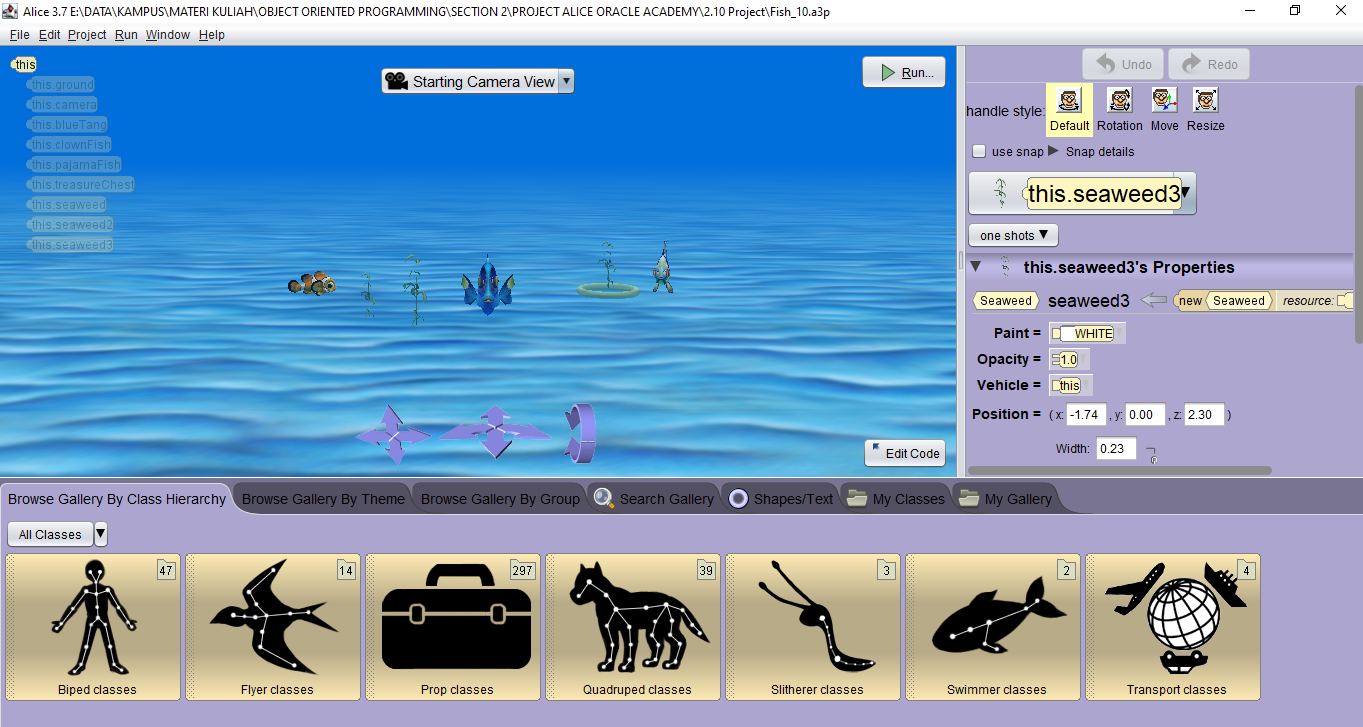 Alice 3.7 E:\DATA\KAMPUS\MATERI KULIAH\OBJECT ORIENTED PROGRAMMING\SECTION 2\PROJECT ALICE ORACLE ACADEMY\2.10 Project\Fish_10.a3p
File Edit Project Run Window Help
this
this.ground
this.camera
this.blueTang
this.clownFish
this.pajamaFish
this.treasureChest
this.seaweed
this.seaweed2
this.seaweed3
Starting Camera View
Run...
Edit Code
Undo Redo
handle style:
Default Rotation Move Resize
use snap Snap details
this.seaweed3
one shots
this.seaweed3's Properties
Seaweed seaweed3 new Seaweed resource:
Paint = WHITE
Opacity = 1.0
Vehicle = this
Position = ( x: -1.74 , y: 0.00 , z: 2.30 )
Width: 0.23
Browse Gallery By Class Hierarchy Browse Gallery By Theme Browse Gallery By Group Search Gallery Shapes/Text My Classes My Gallery
All Classes
47 14 297 39 3 2 4
Biped classes Flyer classes Prop classes Quadruped classes Slitherer classes Swimmer classes Transport classes